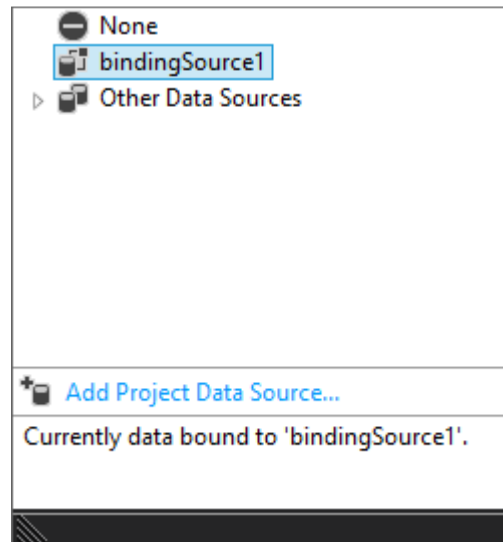 None
bindingSource1
Other Data Sources
Add Project Data Source...
Currently data bound to 'bindingSource1'.